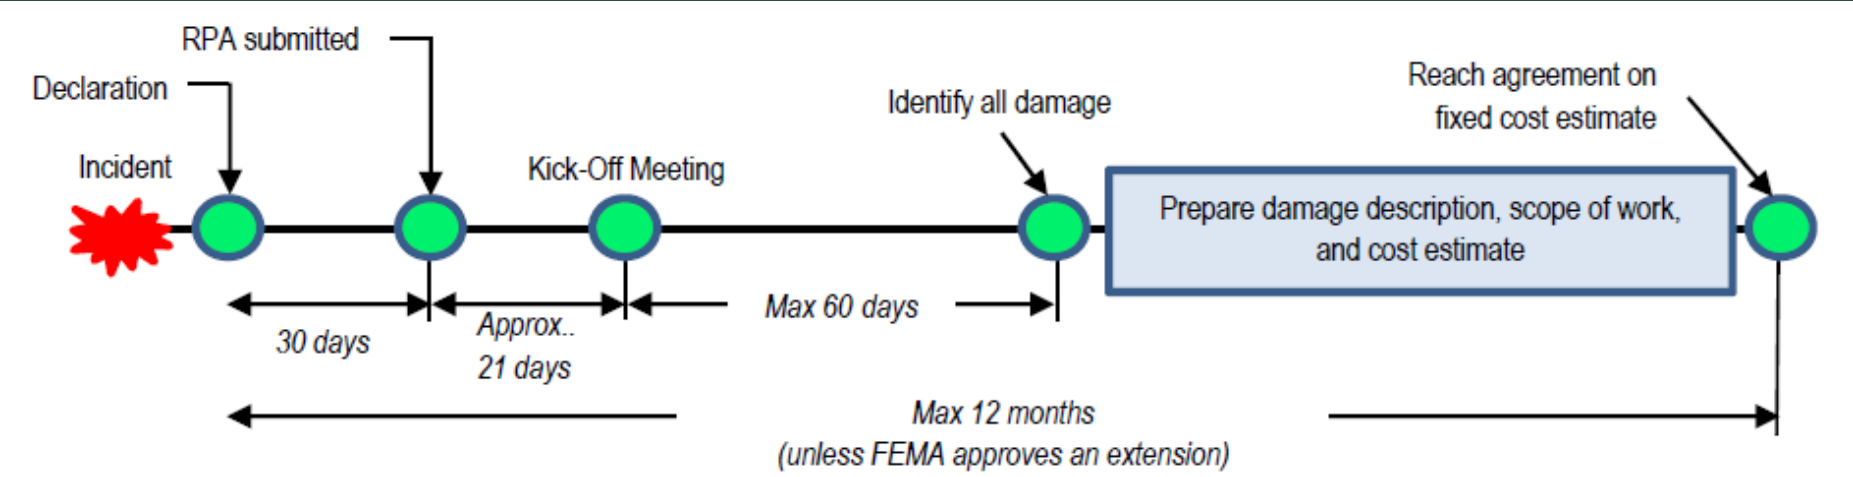 RPA submitted
Declaration
Incident
Kick-Off Meeting
Identify all damage
Reach agreement on
fixed cost estimate
Prepare damage description, scope of work,
and cost estimate
30 days
Approx..
21 days
Max 60 days
Max 12 months
(unless FEMA approves an extension)